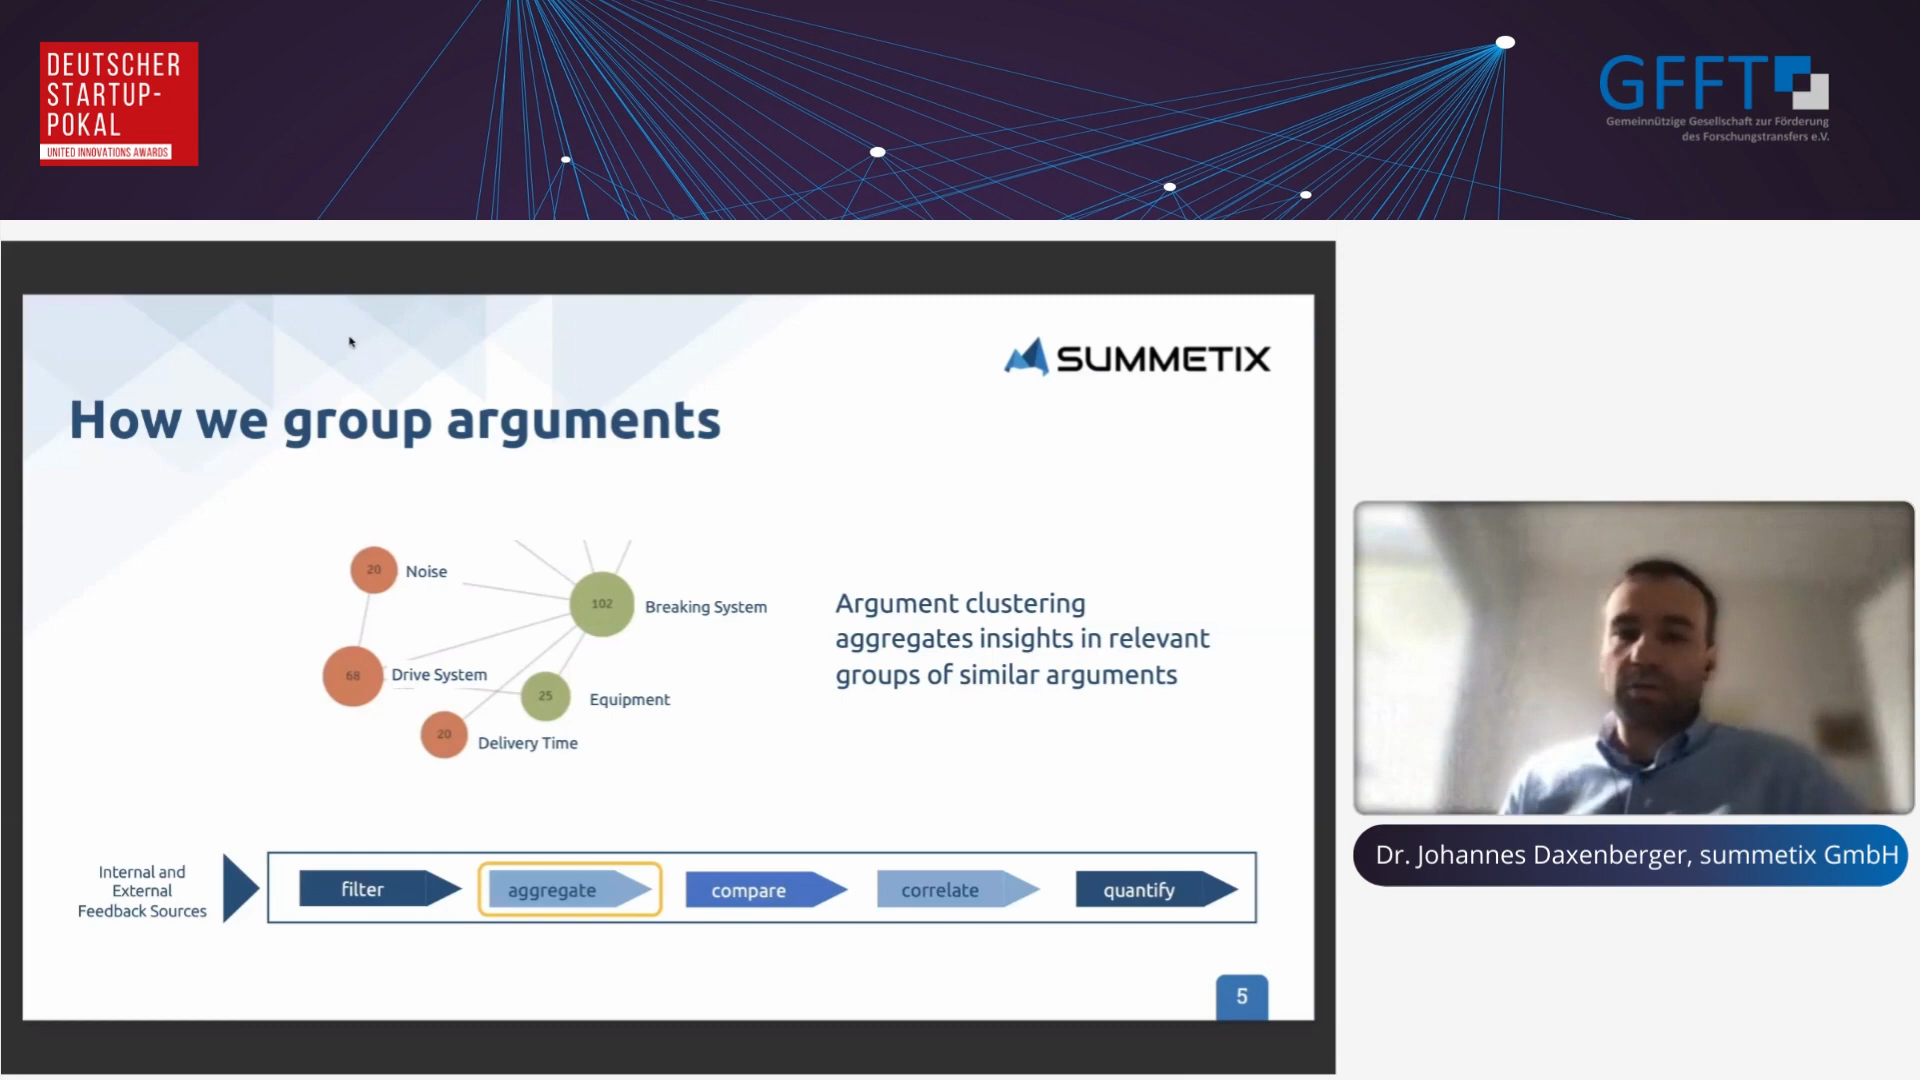 DEUTSCHER
STARTUP-
POKAL
UNITED INNOVATIONS AWARDS
GFFT
Gemeinnützige Gesellschaft zur Förderung
des Forschungstransfers e.V.
SUMMETIX
How we group arguments
20
Noise
102
Breaking System
68
Drive System
25
Equipment
20
Delivery Time
Argument clustering
aggregates insights in relevant
groups of similar arguments
Internal and
External
Feedback Sources
filter
aggregate
compare
correlate
quantify
5
Dr. Johannes Daxenberger, summetix GmbH